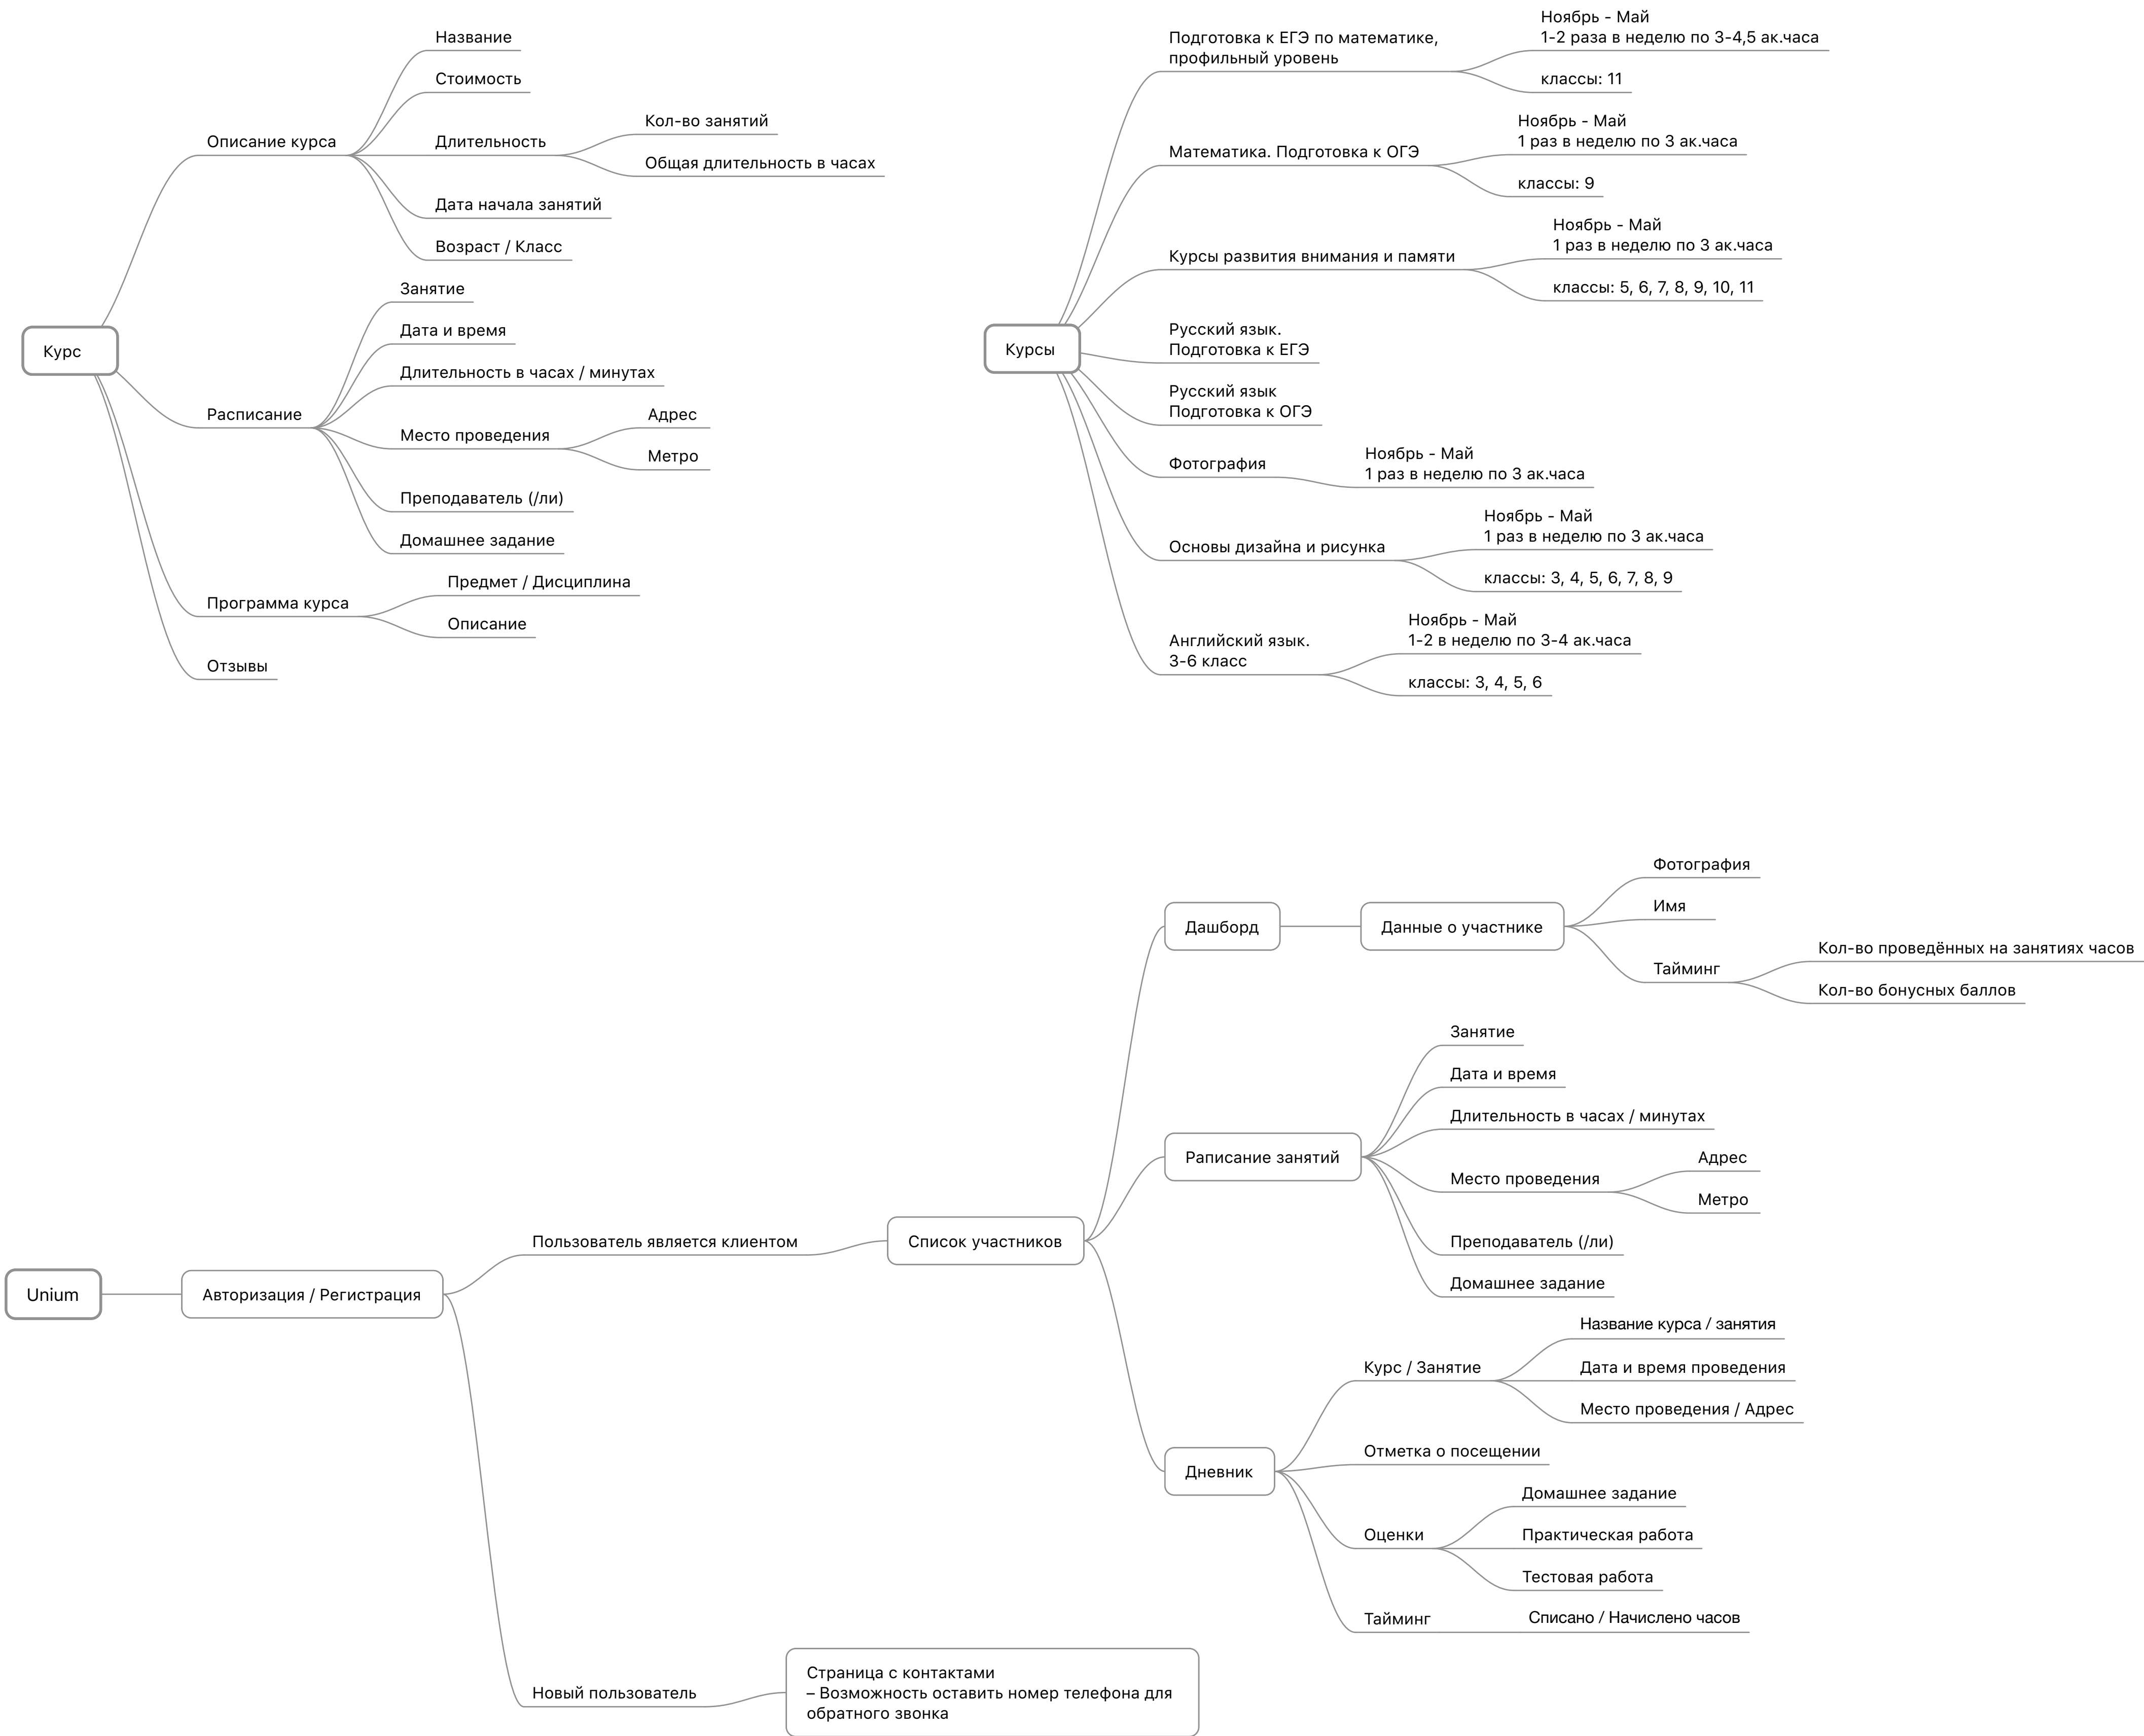 Название
Стоимость
Кол-во занятий
Описание курса
Длительность
Общая длительность в часах
Дата начала занятий
Возраст / Класс
Занятие
Дата и время
Курс
Длительность в часах / минутах
Расписание
Адрес
Место проведения
Метро
Преподаватель (/ли)
Домашнее задание
Предмет / Дисциплина
Программа курса
Описание
Отзывы
Ноябрь - Май
1-2 раза в неделю по 3-4,5 ак.часа
Подготовка к ЕГЭ по математике,
профильный уровень
классы: 11
Ноябрь - Май
1 раз в неделю по 3 ак.часа
Математика. Подготовка к ОГЭ
классы: 9
Ноябрь - Май
1 раз в неделю по 3 ак.часа
Курсы развития внимания и памяти
классы: 5, 6, 7, 8, 9, 10, 11
Курсы
Русский язык.
Подготовка к ЕГЭ
Русский язык
Подготовка к ОГЭ
Ноябрь - Май
Фотография
1 раз в неделю по 3 ак.часа
Ноябрь - Май
1 раз в неделю по 3 ак.часа
Основы дизайна и рисунка
классы: 3, 4, 5, 6, 7, 8, 9
Ноябрь - Май
1-2 в неделю по 3-4 ак.часа
Английский язык.
3-6 класс
классы: 3, 4, 5, 6
Фотография
Имя
Дашборд
Данные о участнике
Кол-во проведённых на занятиях часов
Тайминг
Кол-во бонусных баллов
Занятие
Дата и время
Длительность в часах / минутах
Раписание занятий
Адрес
Место проведения
Метро
Преподаватель (/ли)
Домашнее задание
Пользователь является клиентом
Список участников
Unium
Авторизация / Регистрация
Название курса / занятия
Курс / Занятие
Дата и время проведения
Место проведения / Адрес
Отметка о посещении
Дневник
Домашнее задание
Оценки
Практическая работа
Тестовая работа
Тайминг
Списано / Начислено часов
Новый пользователь
Страница с контактами
– Возможность оставить номер телефона для
обратного звонка